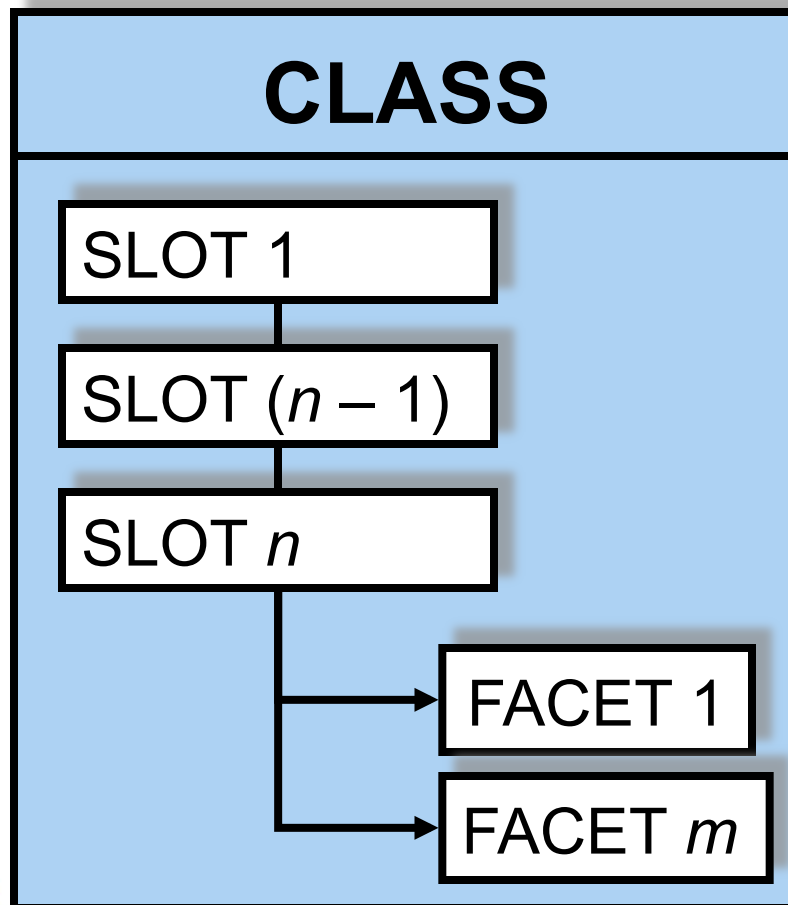 CLASS
SLOT 1
SLOT (n – 1)
SLOT n
FACET 1
FACET m